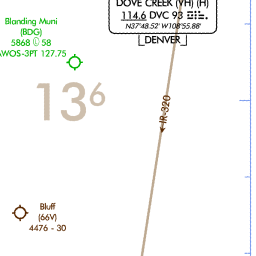 DOVE CREEK (VH) (H)
114.6 DVC 93
N37°48.52' W108°55.88'
DENVER
Blanding Muni
(BDG)
5868 58
AWOS-3PT 127.75
13⁶
IR-320
Bluff
(66V)
4476 - 30